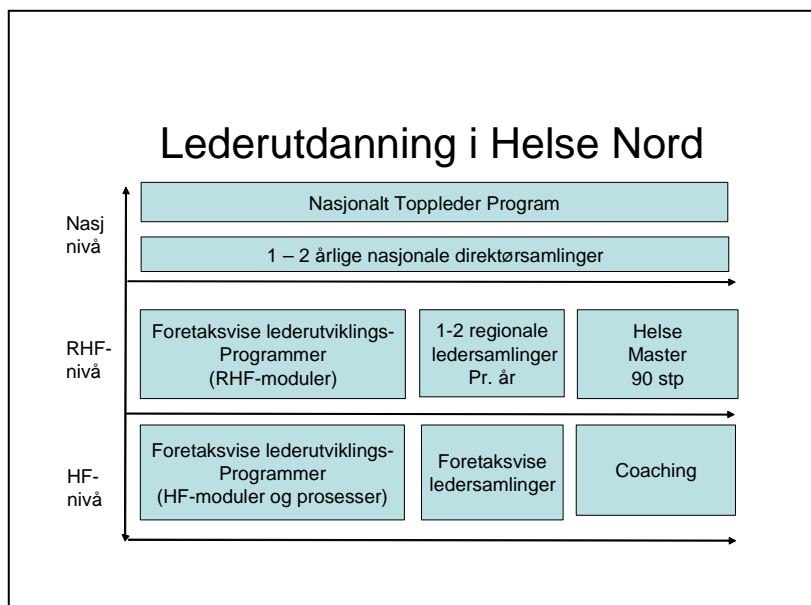 Lederutdanning i Helse Nord
Nasj
nivå
Nasjonalt Toppleder Program
1 – 2 årlige nasjonale direktørsamlinger
RHF-
nivå
Foretaksvise lederutviklings-
Programmer
(RHF-moduler)
1-2 regionale
ledersamlinger
Pr. år
Helse
Master
90 stp
HF-
nivå
Foretaksvise lederutviklings-
Programmer
(HF-moduler og prosesser)
Foretaksvise
ledersamlinger
Coaching